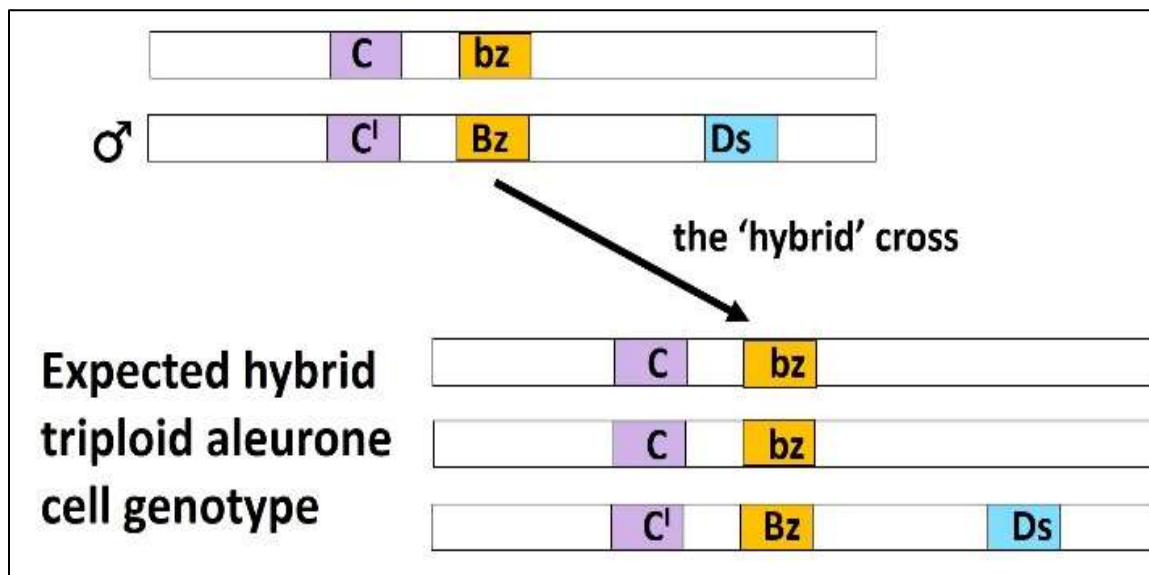 C bz
♂ Cᴵ Bz Ds
the ‘hybrid’ cross
Expected hybrid
triploid aleurone
cell genotype
C bz
C bz
Cᴵ Bz Ds